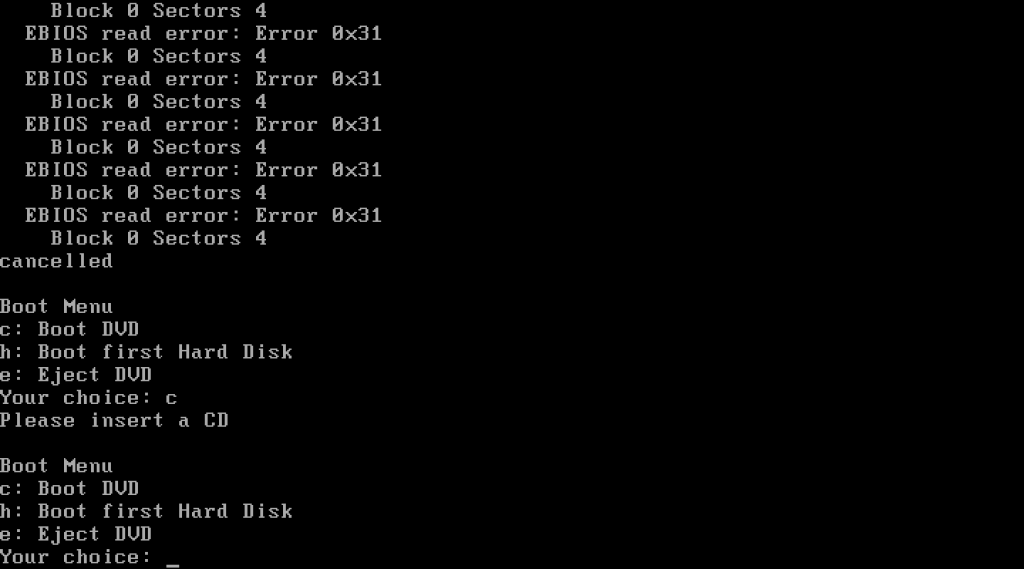 Block 0 Sectors 4
EBIOS read error: Error 0x31
Block 0 Sectors 4
EBIOS read error: Error 0x31
Block 0 Sectors 4
EBIOS read error: Error 0x31
Block 0 Sectors 4
EBIOS read error: Error 0x31
Block 0 Sectors 4
EBIOS read error: Error 0x31
Block 0 Sectors 4
cancelled
Boot Menu
c: Boot DVD
h: Boot first Hard Disk
e: Eject DVD
Your choice: c
Please insert a CD
Boot Menu
c: Boot DVD
h: Boot first Hard Disk
e: Eject DVD
Your choice: _